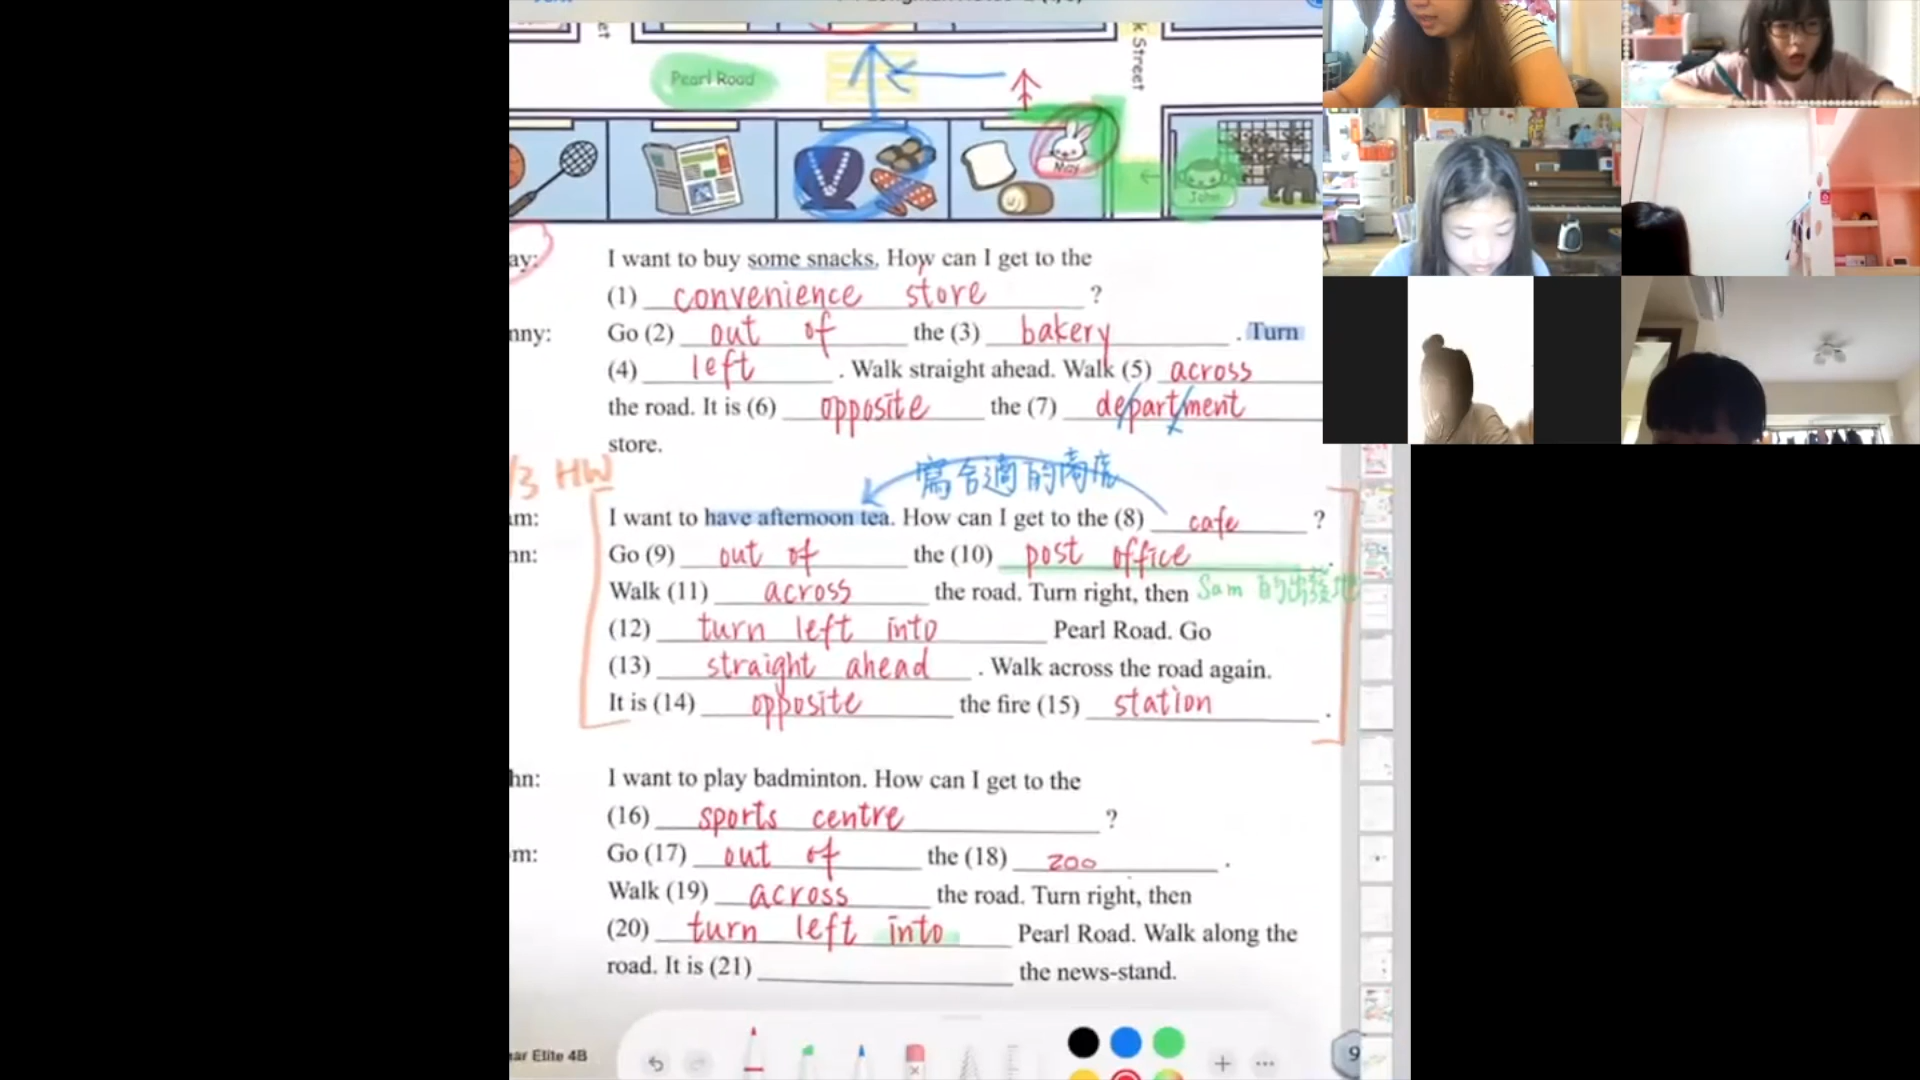 Pearl Road
k Street
May
John
ay:
I want to buy some snacks. How can I get to the
(1) convenience store ?
nny:
Go (2) out of the (3) bakery . Turn
(4) left . Walk straight ahead. Walk (5) across
the road. It is (6) opposite the (7) department
store.
/3 HW
寫合適的商店
am:
I want to have afternoon tea. How can I get to the (8) cafe ?
hn:
Go (9) out of the (10) post office .
Walk (11) across the road. Turn right, then Sam 的出發地
(12) turn left into Pearl Road. Go
(13) straight ahead . Walk across the road again.
It is (14) opposite the fire (15) station .
hn:
I want to play badminton. How can I get to the
(16) sports centre ?
m:
Go (17) out of the (18) zoo .
Walk (19) across the road. Turn right, then
(20) turn left into Pearl Road. Walk along the
road. It is (21) the news-stand.
ar Elite 4B
9